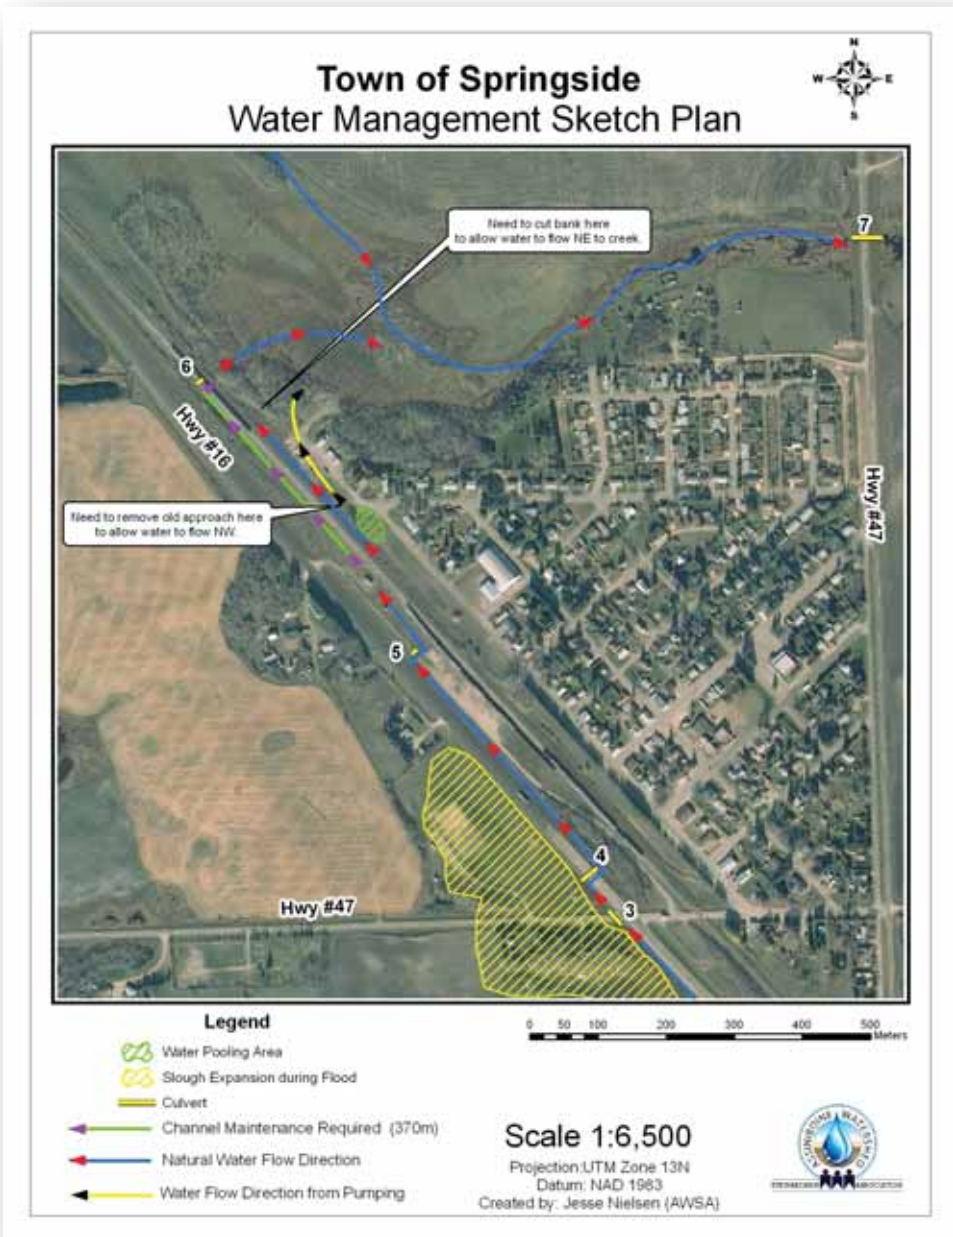 N
W E
S
Town of Springside
Water Management Sketch Plan
Need to cut bank here
to allow water to flow NE to creek.
7
6
Hwy #16
Need to remove old approach here
to allow water to flow NW.
Hwy #47
5
4
3
Hwy #47
Legend
Water Pooling Area
Slough Expansion during Flood
Culvert
Channel Maintenance Required (370m)
Natural Water Flow Direction
Water Flow Direction from Pumping
0 50 100 200 300 400 500
Meters
Scale 1:6,500
Projection:UTM Zone 13N
Datum: NAD 1983
Created by: Jesse Nielsen (AWSA)
ASSINIBOINE WATERSHED
STEWARDSHIP ASSOCIATION